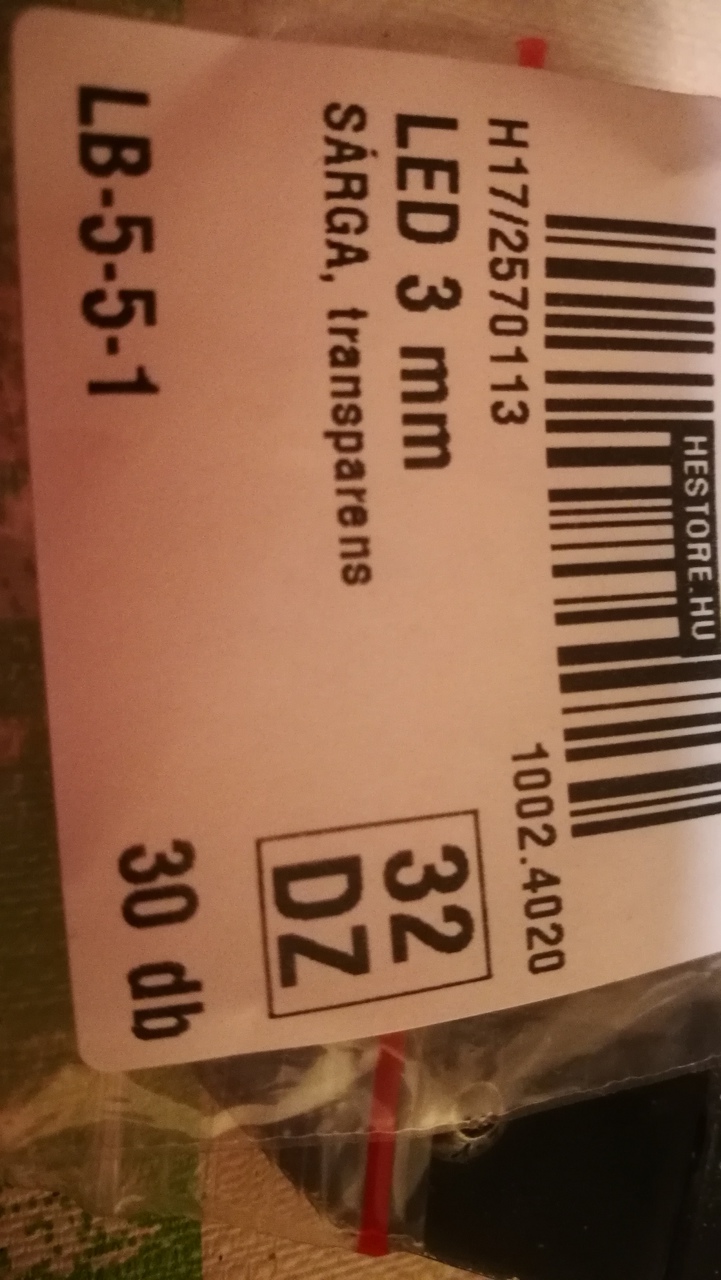 HESTORE.HU
H17/2570113
1002.4020
LED 3 mm
SÁRGA, transparens
32
DZ
LB-5-5-1
30 db